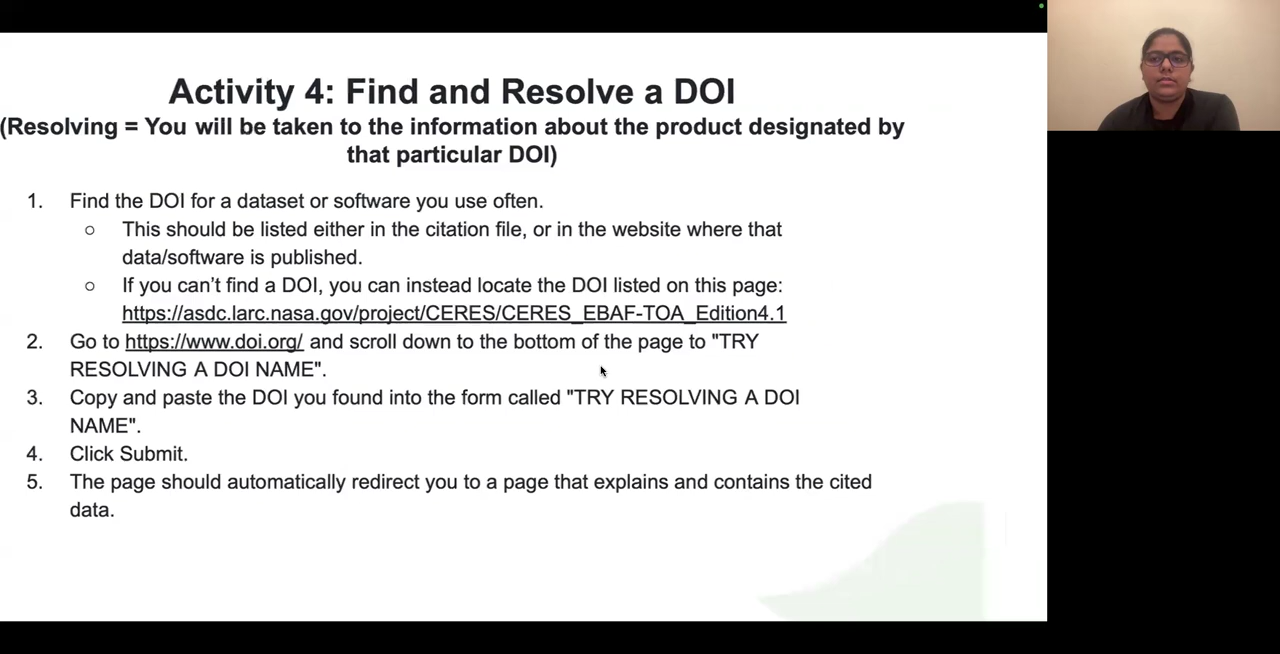 Activity 4: Find and Resolve a DOI
(Resolving = You will be taken to the information about the product designated by
that particular DOI)
1. Find the DOI for a dataset or software you use often.
○ This should be listed either in the citation file, or in the website where that
data/software is published.
○ If you can’t find a DOI, you can instead locate the DOI listed on this page:
https://asdc.larc.nasa.gov/project/CERES/CERES_EBAF-TOA_Edition4.1
2. Go to https://www.doi.org/ and scroll down to the bottom of the page to "TRY
RESOLVING A DOI NAME".
3. Copy and paste the DOI you found into the form called "TRY RESOLVING A DOI
NAME".
4. Click Submit.
5. The page should automatically redirect you to a page that explains and contains the cited
data.